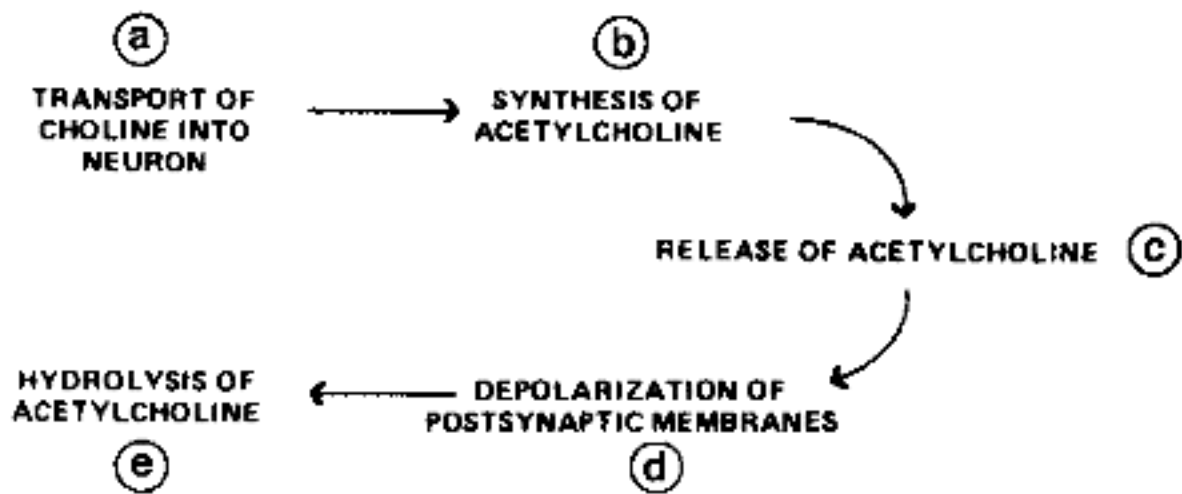 a
TRANSPORT OF
CHOLINE INTO
NEURON
b
SYNTHESIS OF
ACETYLCHOLINE
RELEASE OF ACETYLCHOLINE c
DEPOLARIZATION OF
POSTSYNAPTIC MEMBRANES
d
HYDROLYSIS OF
ACETYLCHOLINE
e